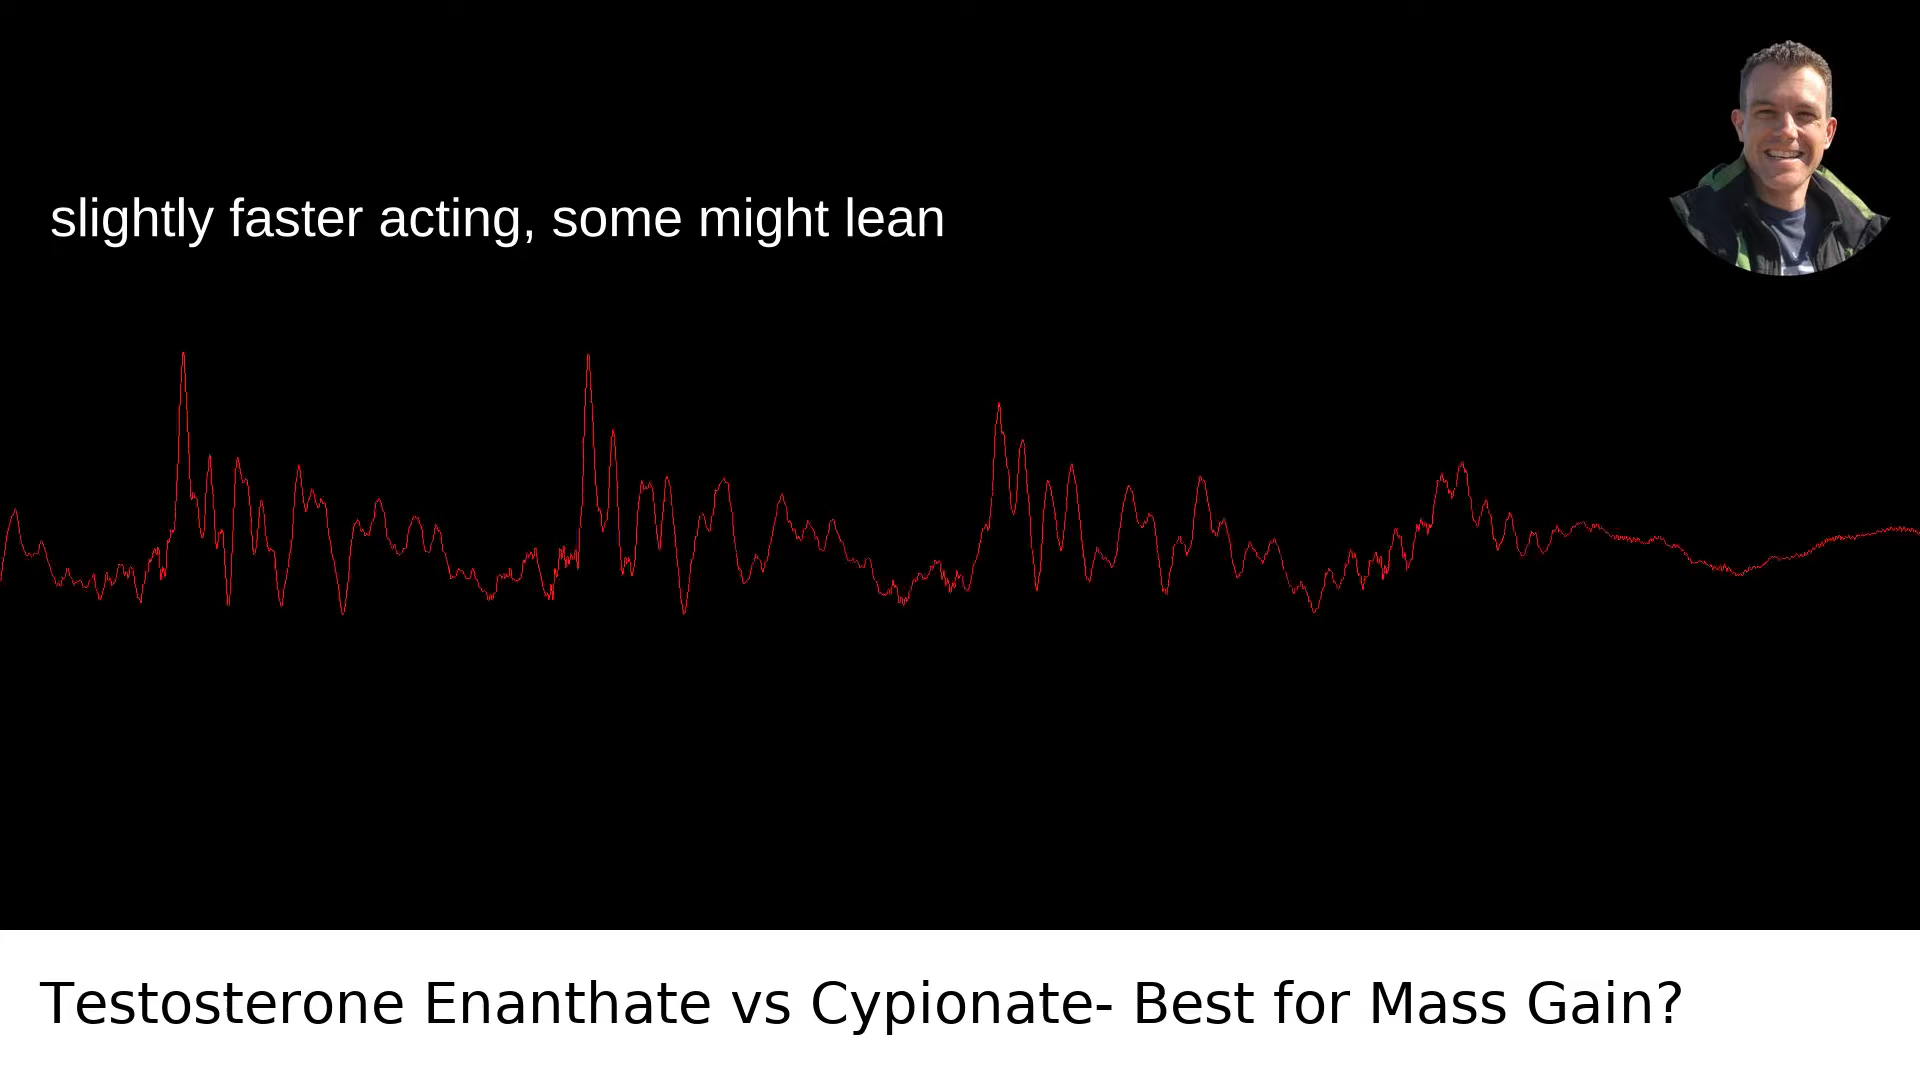 slightly faster acting, some might lean
Testosterone Enanthate vs Cypionate- Best for Mass Gain?